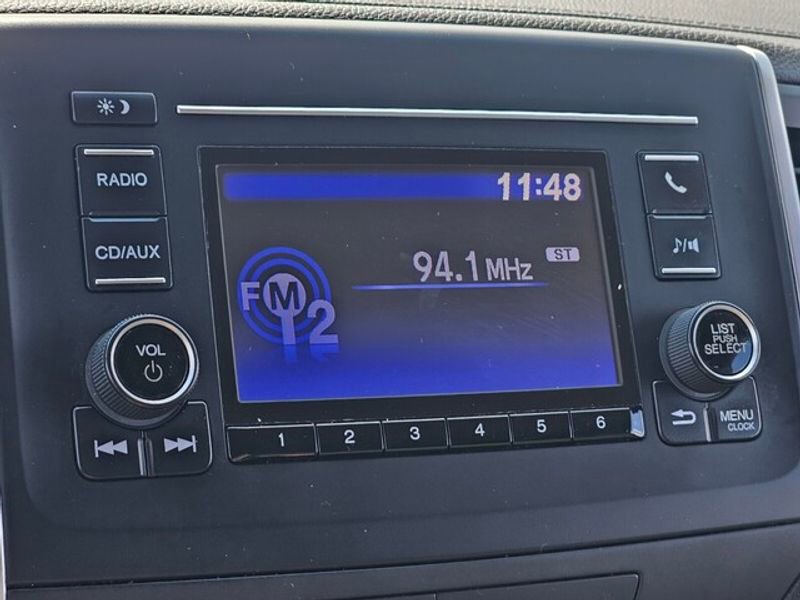 11:48
RADIO
CD/AUX
94.1 MHz
ST
FM
2
VOL
LIST
PUSH
SELECT
1 2 3 4 5 6
MENU
CLOCK